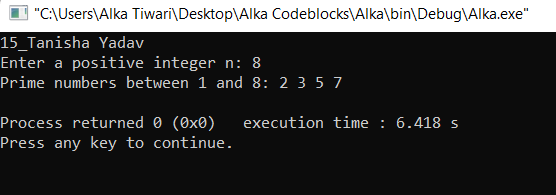 "C:\Users\Alka Tiwari\Desktop\Alka Codeblocks\Alka\bin\Debug\Alka.exe"
15_Tanisha Yadav
Enter a positive integer n: 8
Prime numbers between 1 and 8: 2 3 5 7
Process returned 0 (0x0)   execution time : 6.418 s
Press any key to continue.